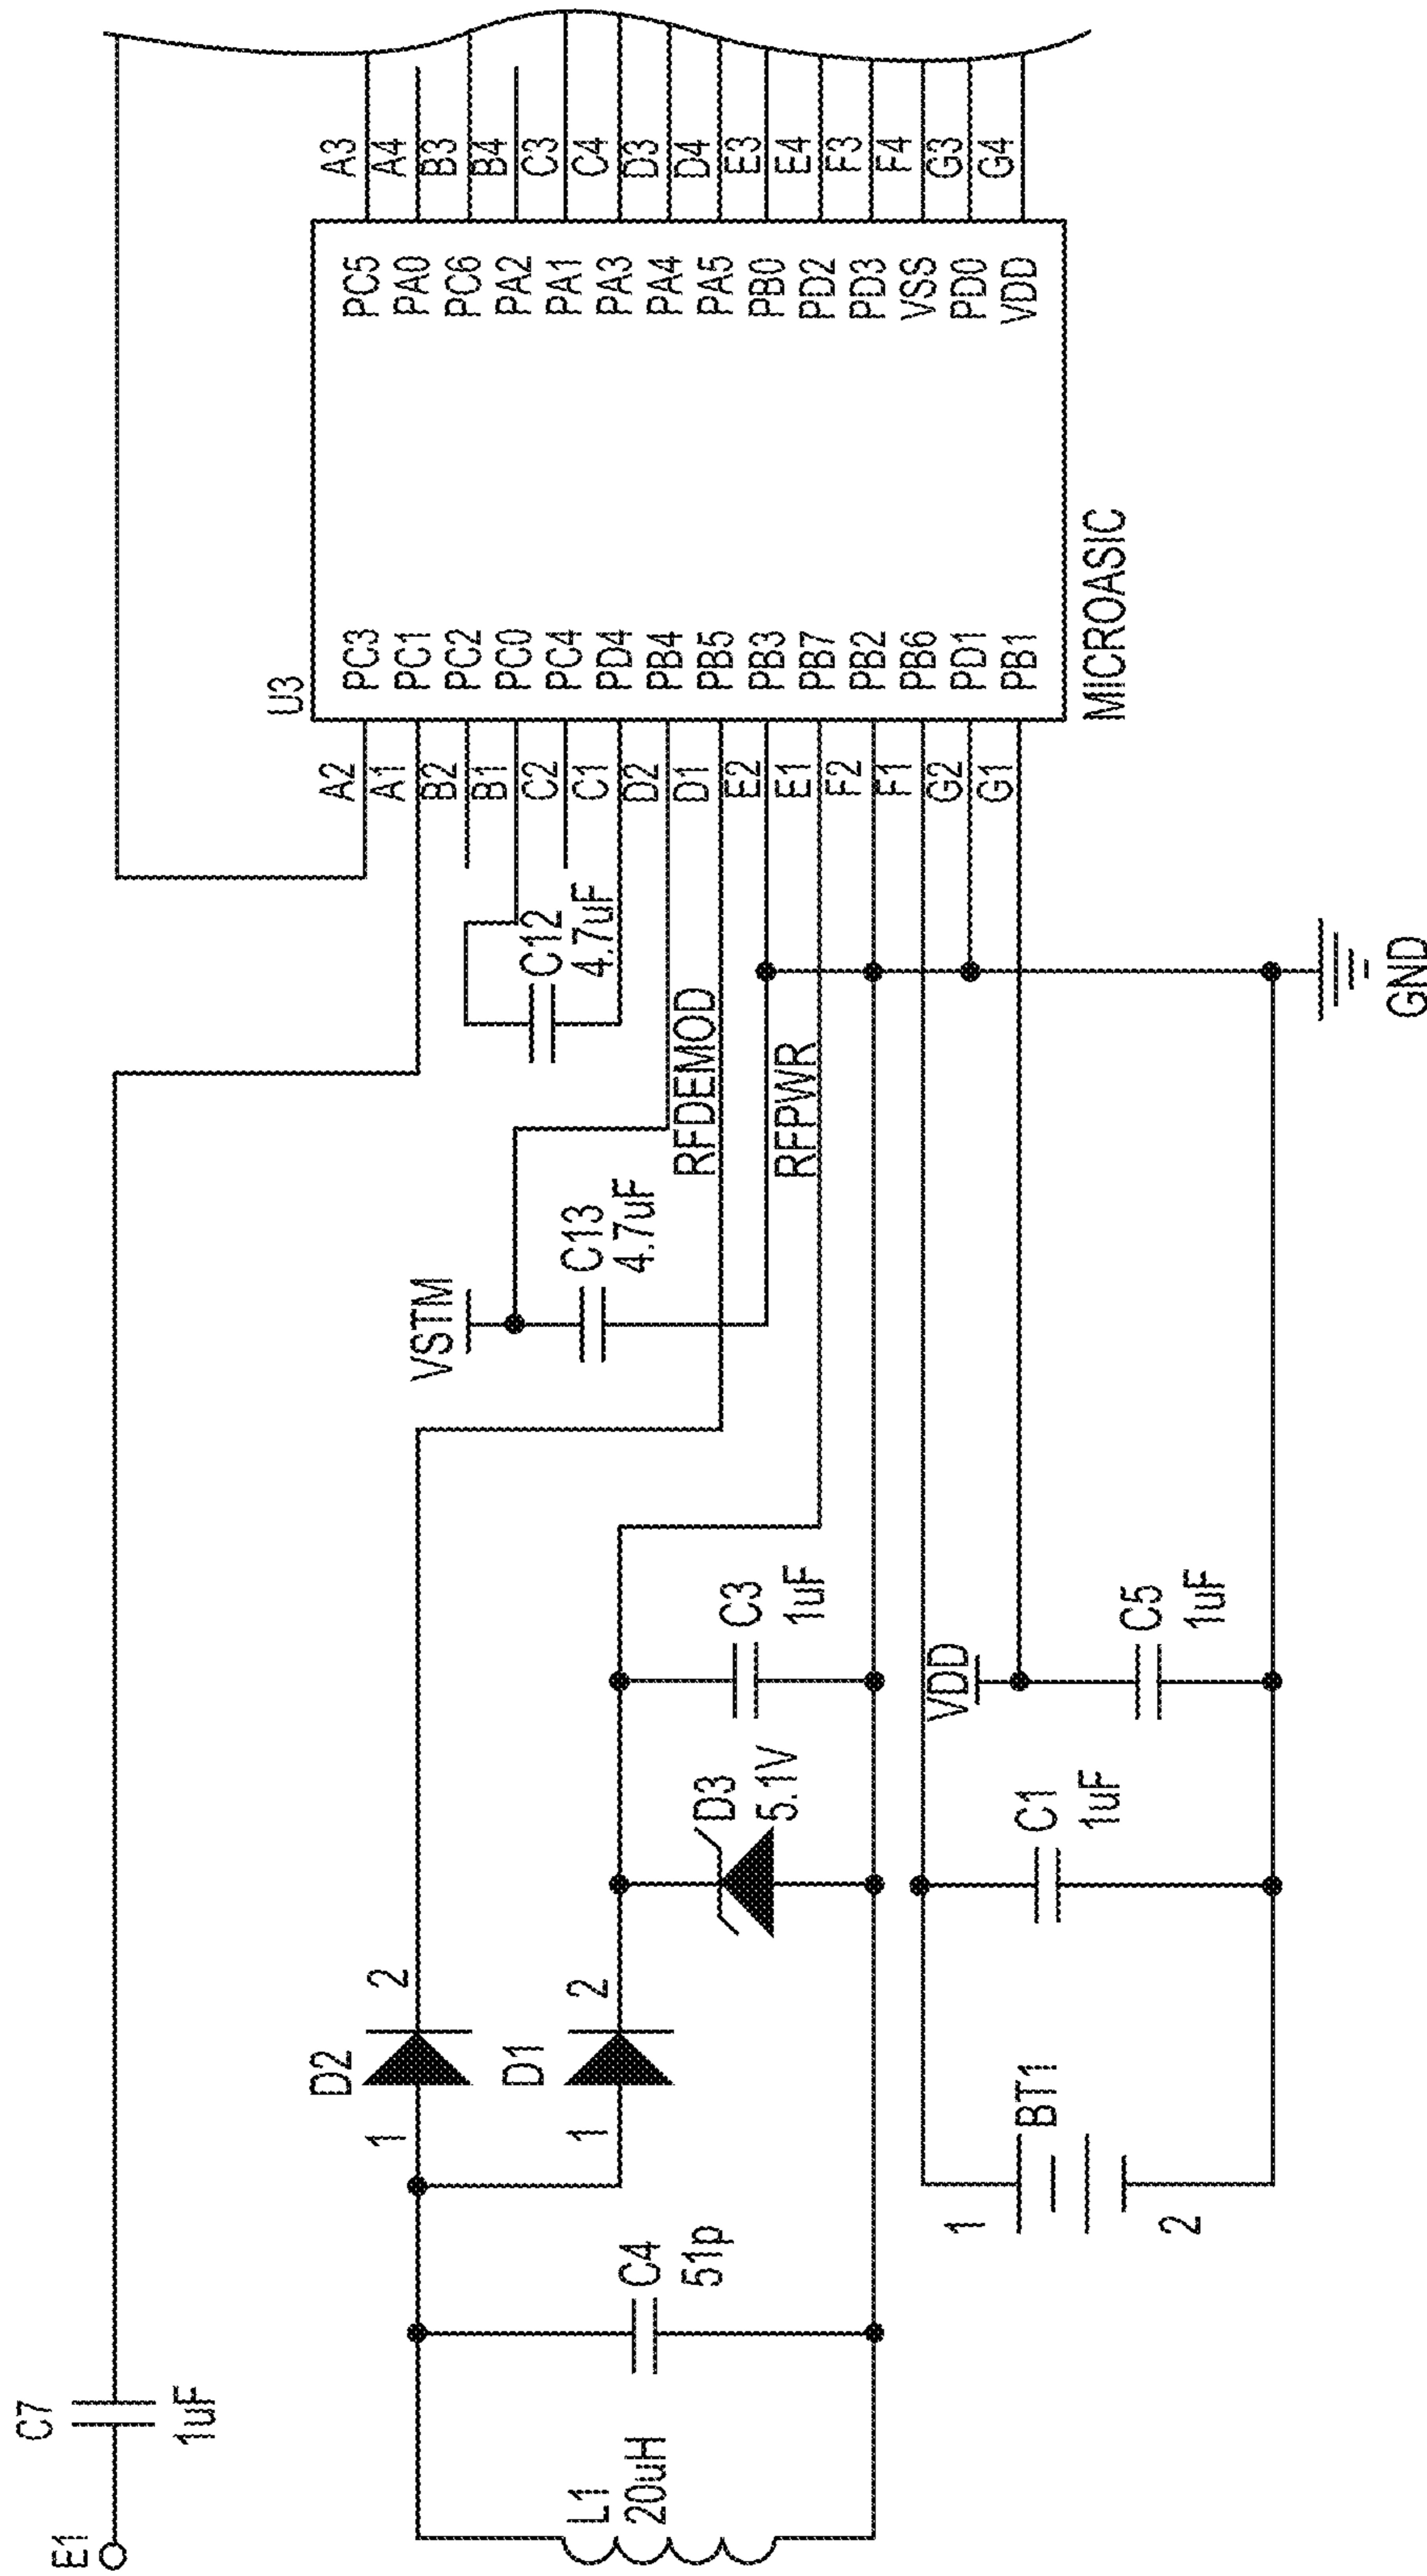 E1
C7
1uF
L1
20uH
C4
51p
D2
1
2
D1
1
2
D3
5.1V
C3
1uF
BT1
1
2
C1
1uF
VDD
C5
1uF
VSTM
C13
4.7uF
C12
4.7uF
RFDEMOD
RFPWR
GND
U3
A2
A1
B2
B1
C2
C1
D2
D1
E2
E1
F2
F1
G2
G1
PC3
PC1
PC2
PC0
PC4
PD4
PB4
PB5
PB3
PB7
PB2
PB6
PD1
PB1
PC5
PA0
PC6
PA2
PA1
PA3
PA4
PA5
PB0
PD2
PD3
VSS
PD0
VDD
A3
A4
B3
B4
C3
C4
D3
D4
E3
E4
F3
F4
G3
G4
MICROASIC